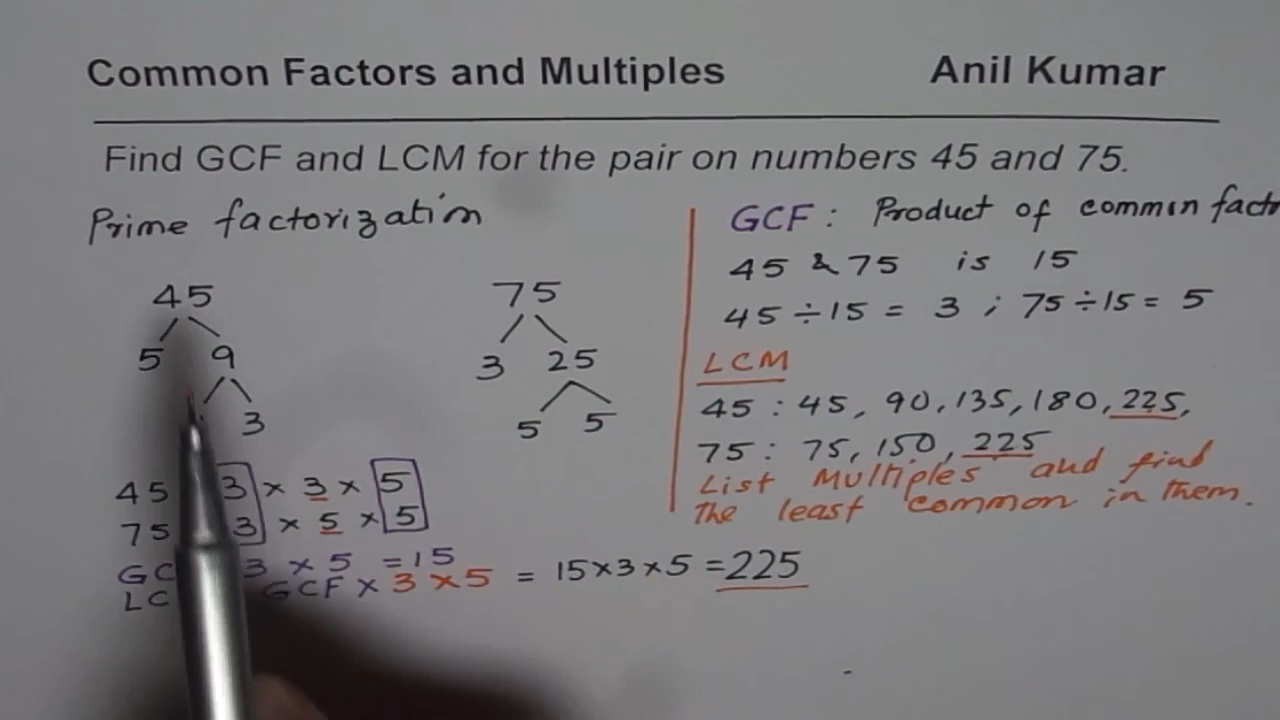 Common Factors and Multiples Anil Kumar
Find GCF and LCM for the pair on numbers 45 and 75.
Prime factorization
45
5 9
3
75
3 25
5 5
45 3 × 3 × 5
75 3 × 5 × 5
GC 3 × 5 = 15
LC GCF × 3 × 5 = 15×3×5 = 225
GCF : Product of common fact
45 & 75 is 15
45 ÷ 15 = 3 ; 75 ÷ 15 = 5
LCM
45 : 45, 90, 135, 180, 225,
75 : 75, 150, 225
List Multiples and find
The least common in them.